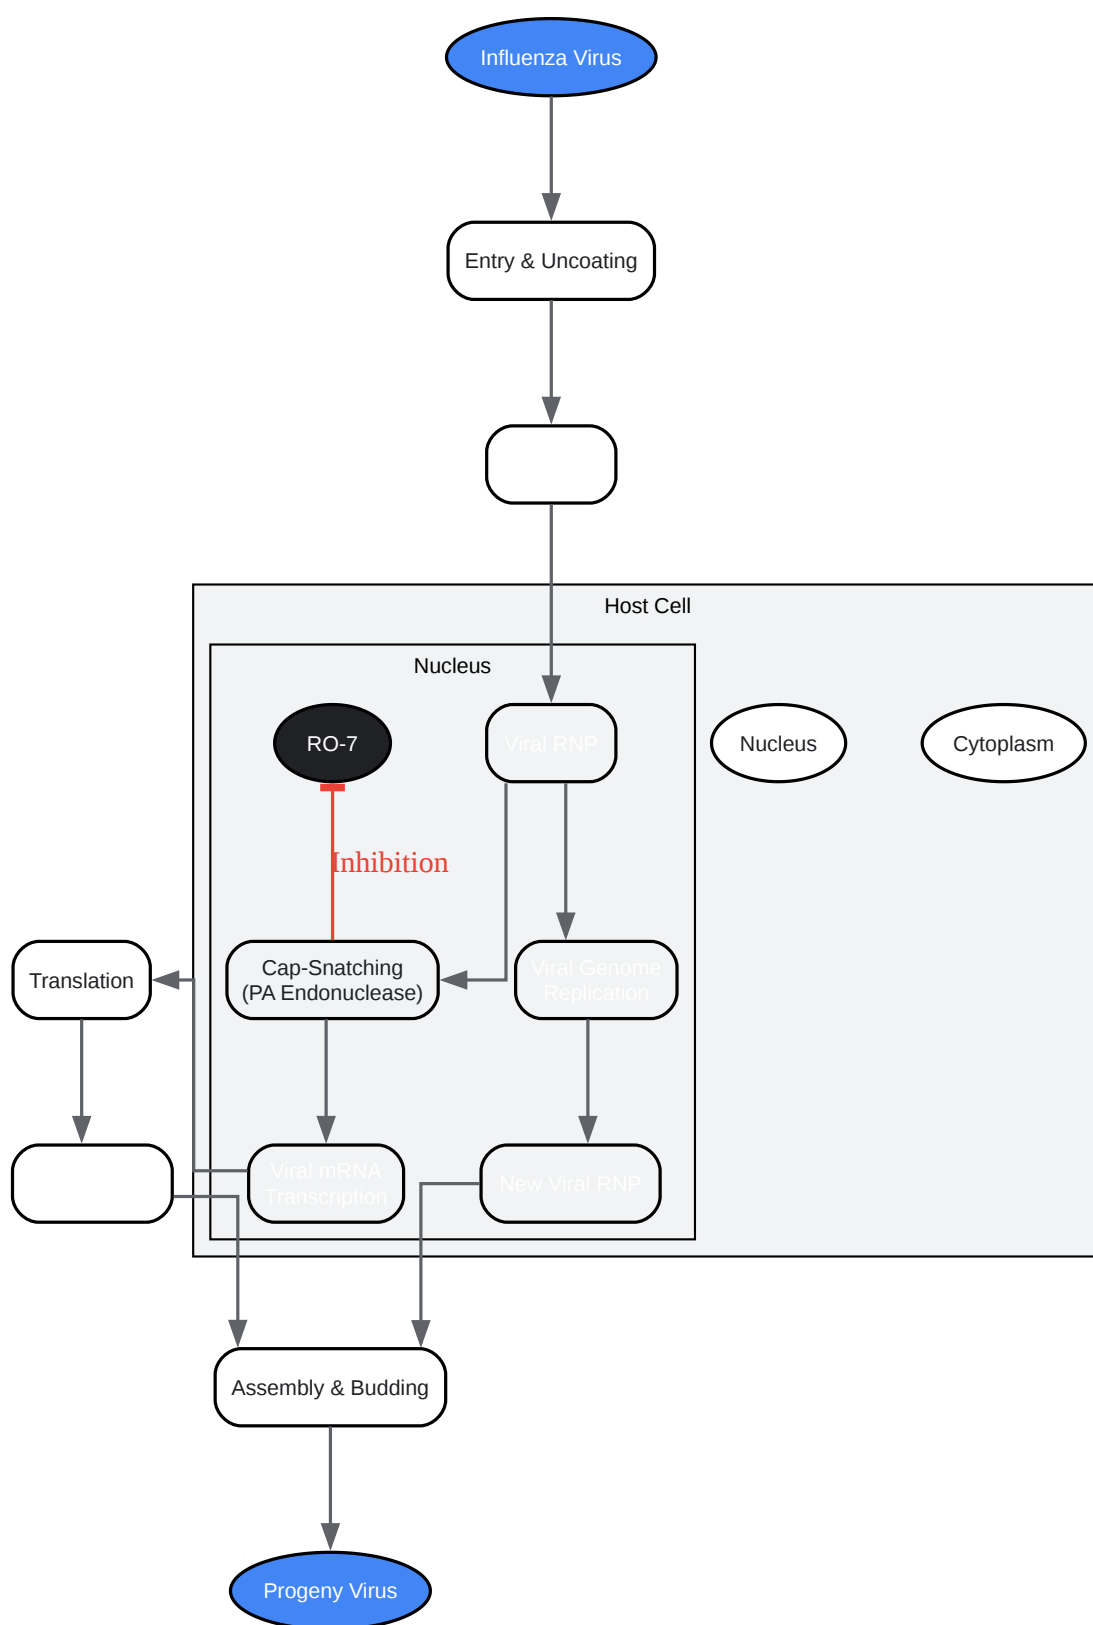 Influenza Virus
Entry & Uncoating
Host Cell
Nucleus
RO-7
Viral RNP
Nucleus
Cytoplasm
Inhibition
Translation
Cap-Snatching
(PA Endonuclease)
Viral Genome
Replication
Viral mRNA
Transcription
New Viral RNP
Assembly & Budding
Progeny Virus